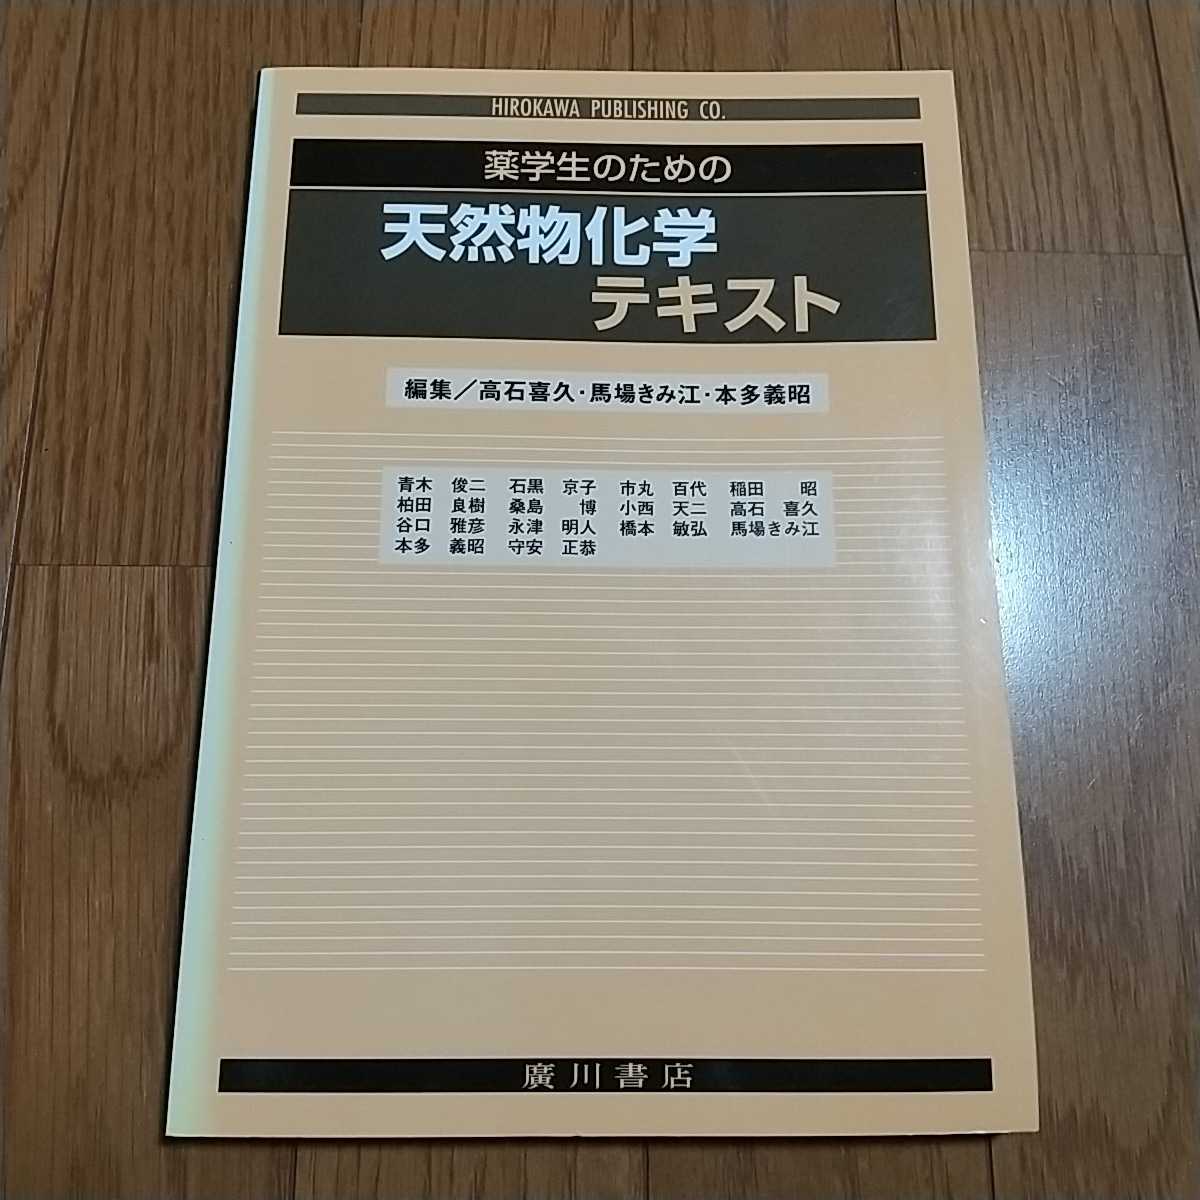 HIROKAWA PUBLISHING CO.
薬学生のための
天然物化学
テキスト
編集／高石喜久・馬場きみ江・本多義昭
青木 俊二 石黒 京子 市丸 百代 稲田 昭
柏田 良樹 桑島 博 小西 天二 高石 喜久
谷口 雅彦 永津 明人 橋本 敏弘 馬場きみ江
本多 義昭 守安 正恭
廣川書店